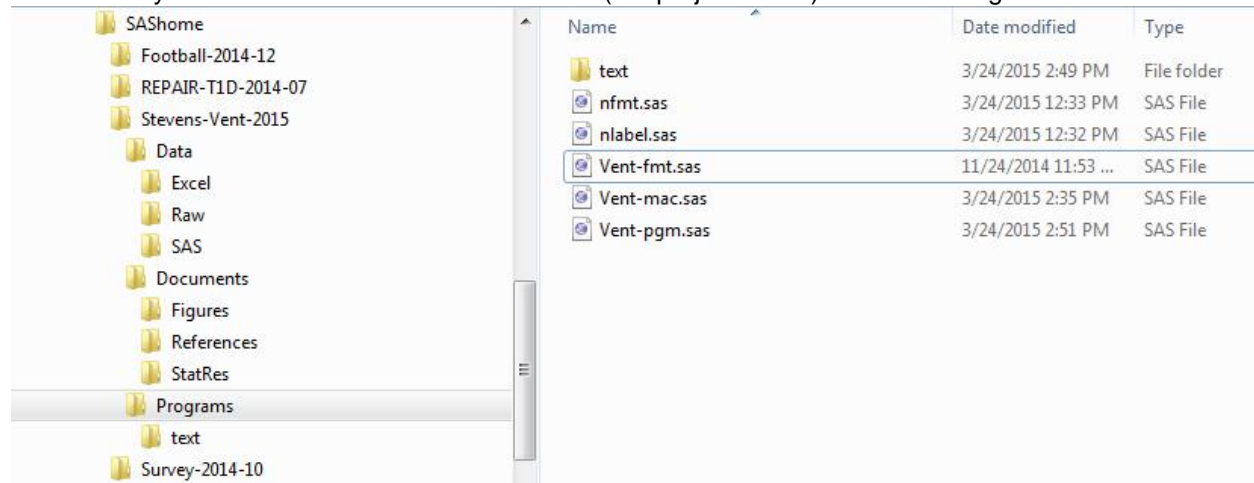 SAShome
Football-2014-12
REPAIR-T1D-2014-07
Stevens-Vent-2015
Data
Excel
Raw
SAS
Documents
Figures
References
StatRes
Programs
text
Survey-2014-10
Name Date modified Type
text 3/24/2015 2:49 PM File folder
nfmt.sas 3/24/2015 12:33 PM SAS File
nlabel.sas 3/24/2015 12:32 PM SAS File
Vent-fmt.sas 11/24/2014 11:53 ... SAS File
Vent-mac.sas 3/24/2015 2:35 PM SAS File
Vent-pgm.sas 3/24/2015 2:51 PM SAS File